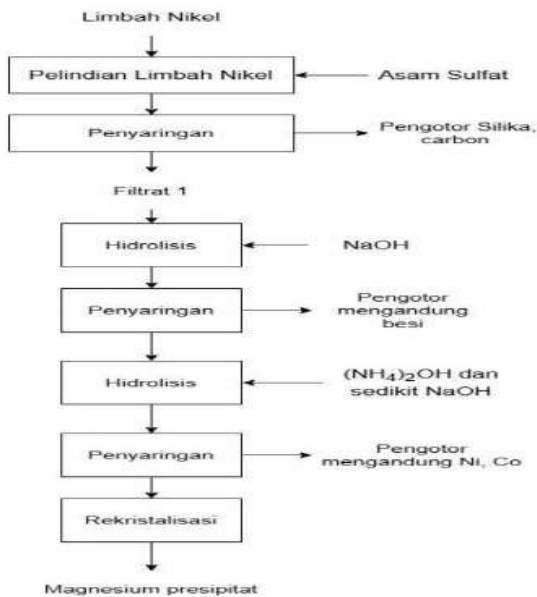 Limbah Nikel
Pelindian Limbah Nikel
Asam Sulfat
Penyaringan
Pengotor Silika,
carbon
Filtrat 1
Hidrolisis
NaOH
Penyaringan
Pengotor
mengandung
besi
Hidrolisis
(NH₄)₂OH dan
sedikit NaOH
Penyaringan
Pengotor
mengandung Ni, Co
Rekristalisasi
Magnesium presipitat